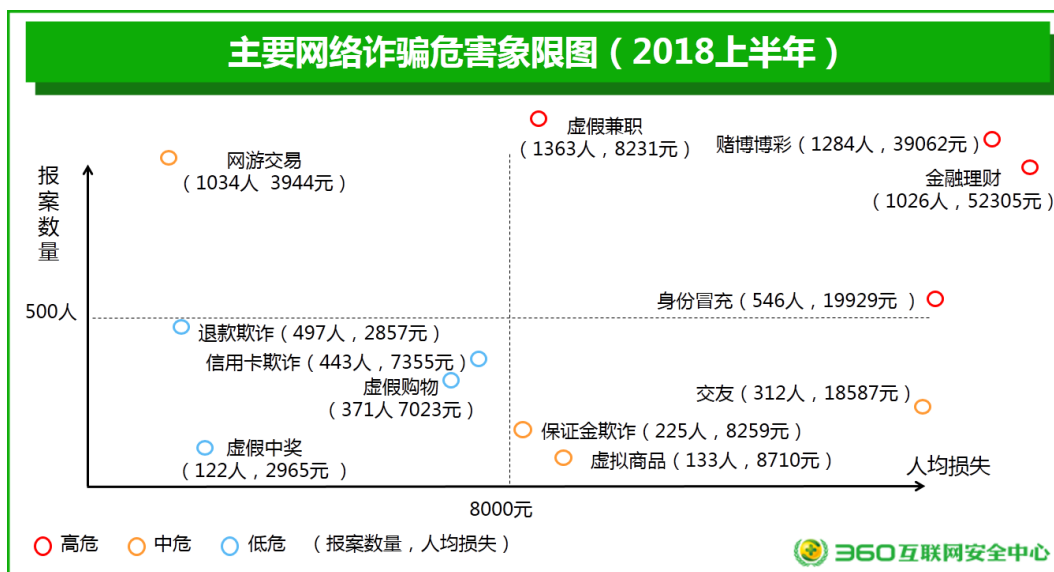 主要网络诈骗危害象限图（2018上半年）
虚假兼职
（1363人，8231元）
赌博博彩（1284人，39062元）
网游交易
（1034人 3944元）
金融理财
（1026人，52305元）
报案数量
身份冒充（546人，19929元 ）
500人
退款欺诈（497人，2857元）
信用卡欺诈（443人，7355元）
虚假购物
（371人 7023元）
交友（312人，18587元）
保证金欺诈（225人，8259元）
虚假中奖
（122人，2965元 ）
虚拟商品（133人，8710元）
人均损失
8000元
高危 中危 低危 （报案数量，人均损失）
360互联网安全中心